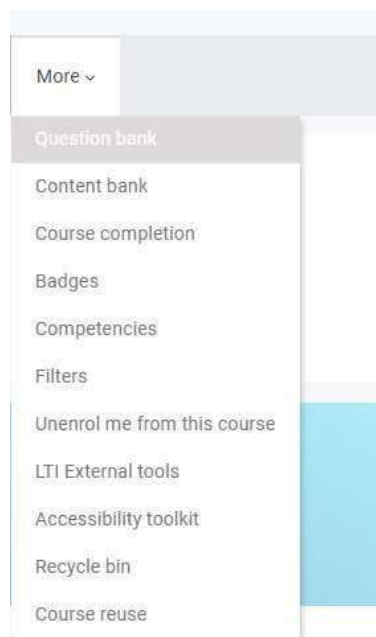 More
Question bank
Content bank
Course completion
Badges
Competencies
Filters
Unenrol me from this course
LTI External tools
Accessibility toolkit
Recycle bin
Course reuse